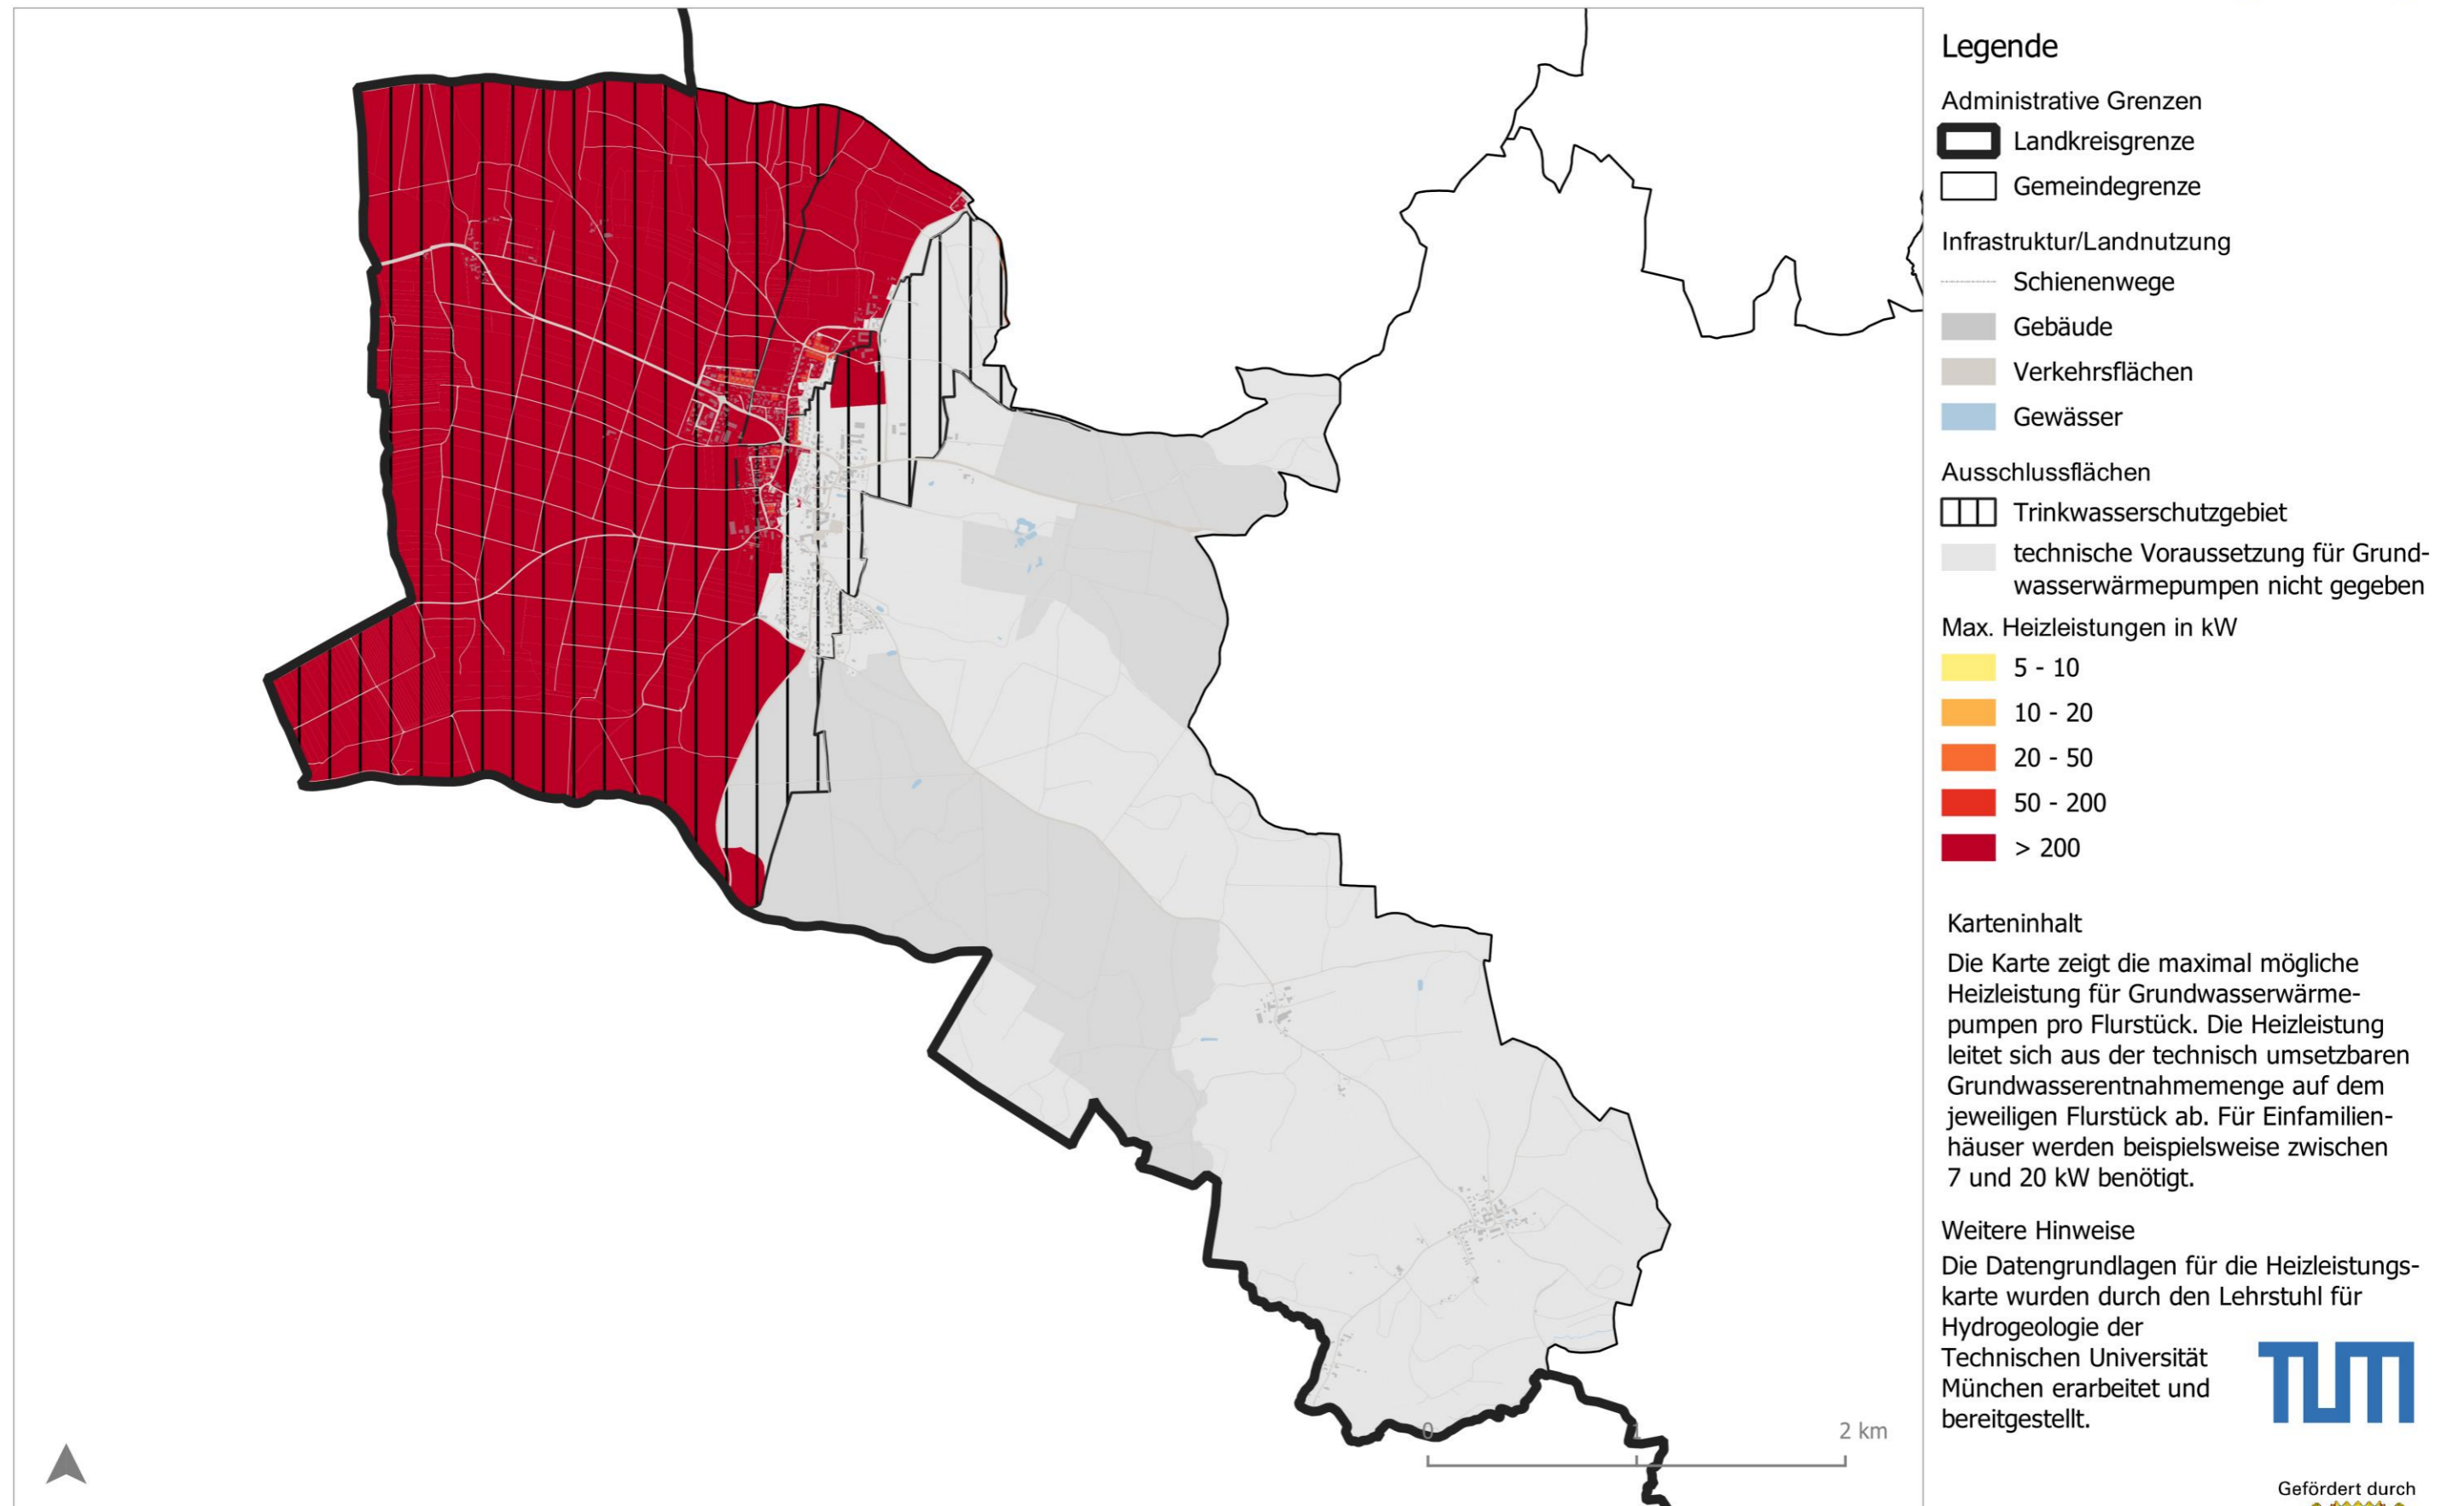 Legende
Administrative Grenzen
Landkreisgrenze
Gemeindegrenze
Infrastruktur/Landnutzung
Schienenwege
Gebäude
Verkehrsflächen
Gewässer
Ausschlussflächen
Trinkwasserschutzgebiet
technische Voraussetzung für Grund-
wasserwärmepumpen nicht gegeben
Max. Heizleistungen in kW
5 - 10
10 - 20
20 - 50
50 - 200
> 200
Karteninhalt
Die Karte zeigt die maximal mögliche
Heizleistung für Grundwasserwärme-
pumpen pro Flurstück. Die Heizleistung
leitet sich aus der technisch umsetzbaren
Grundwasserentnahmemenge auf dem
jeweiligen Flurstück ab. Für Einfamilien-
häuser werden beispielsweise zwischen
7 und 20 kW benötigt.
Weitere Hinweise
Die Datengrundlagen für die Heizleistungs-
karte wurden durch den Lehrstuhl für
Hydrogeologie der
Technischen Universität
München erarbeitet und
bereitgestellt.
TUM
0 1 2 km
Gefördert durch